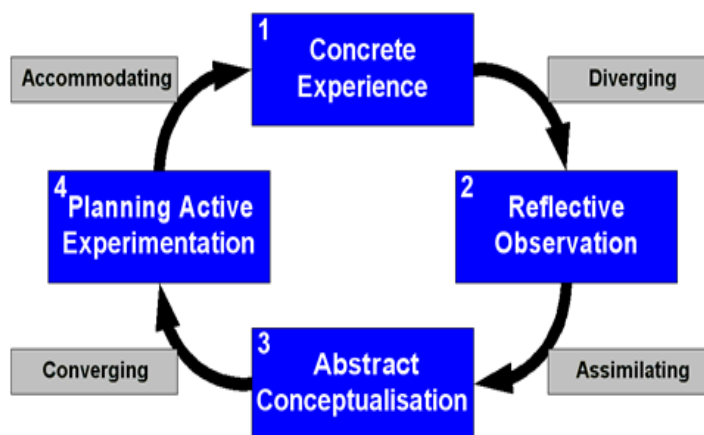 1
Concrete
Experience
Accommodating
Diverging
4
Planning Active
Experimentation
2
Reflective
Observation
3
Abstract
Conceptualisation
Converging
Assimilating